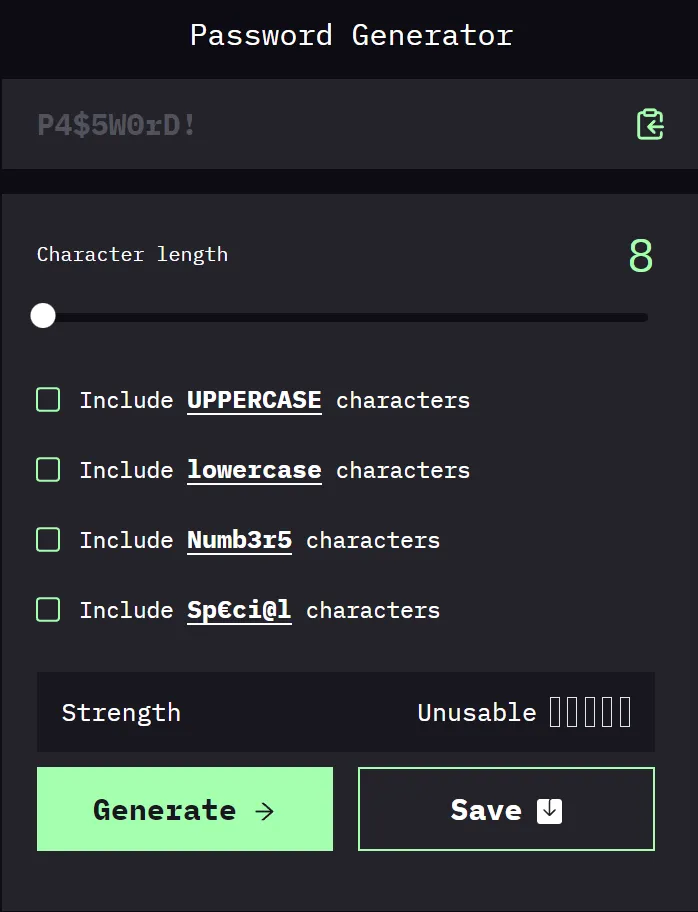 Password Generator
P4$5W0rD!
Character length 8
Include UPPERCASE characters
Include lowercase characters
Include Numb3r5 characters
Include Sp€ci@l characters
Strength Unusable
Generate →
Save